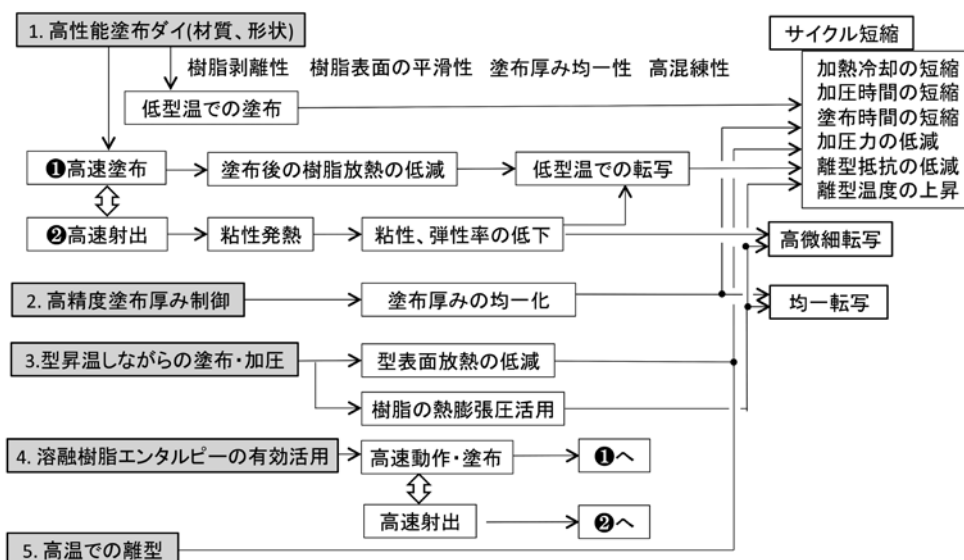 1. 高性能塗布ダイ(材質、形状)
サイクル短縮
樹脂剥離性 樹脂表面の平滑性 塗布厚み均一性 高混練性
加熱冷却の短縮
加圧時間の短縮
塗布時間の短縮
加圧力の低減
離型抵抗の低減
離型温度の上昇
低型温での塗布
❶高速塗布
塗布後の樹脂放熱の低減
低型温での転写
❷高速射出
粘性発熱
粘性、弾性率の低下
高微細転写
2. 高精度塗布厚み制御
塗布厚みの均一化
均一転写
3.型昇温しながらの塗布・加圧
型表面放熱の低減
樹脂の熱膨張圧活用
4. 溶融樹脂エンタルピーの有効活用
高速動作・塗布
❶へ
高速射出
❷へ
5. 高温での離型